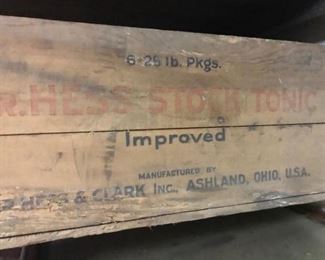 6-25 lb. Pkgs.
R. HESS STOCK TONIC
Improved
MANUFACTURED BY
HESS & CLARK INC., ASHLAND, OHIO, U.S.A.